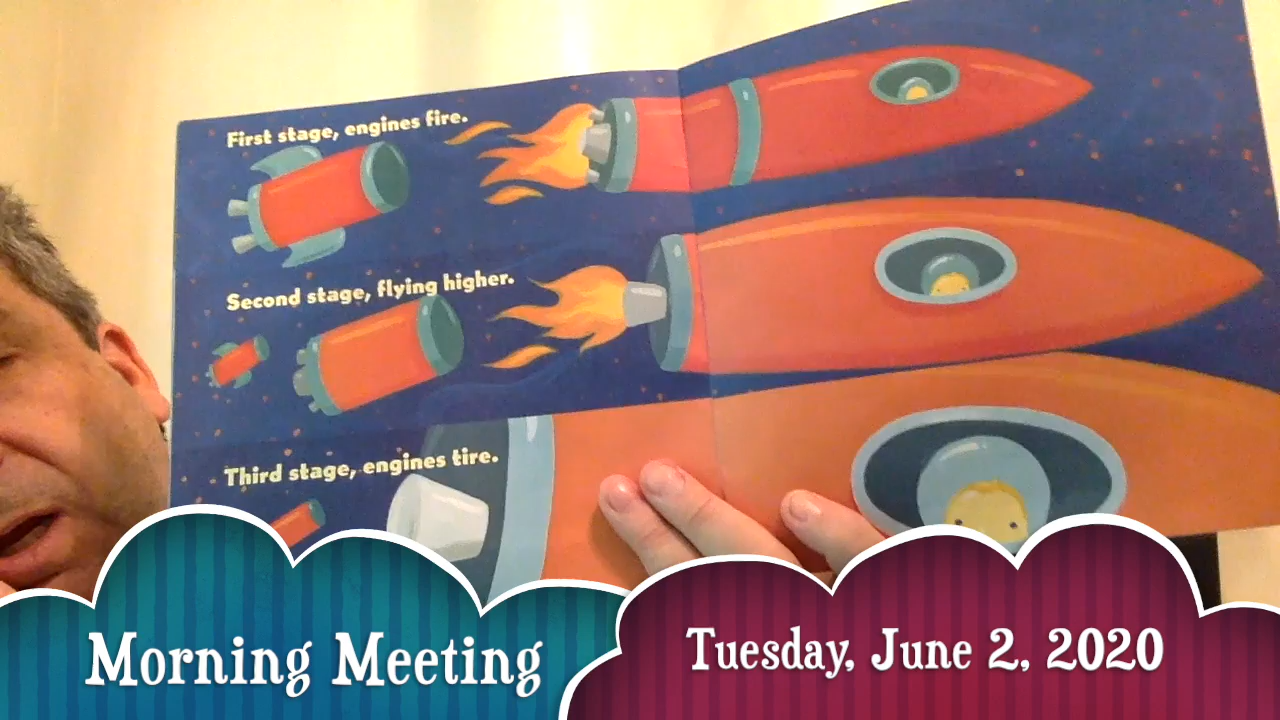 First stage, engines fire.
Second stage, flying higher.
Third stage, engines tire.
Morning Meeting
Tuesday, June 2, 2020